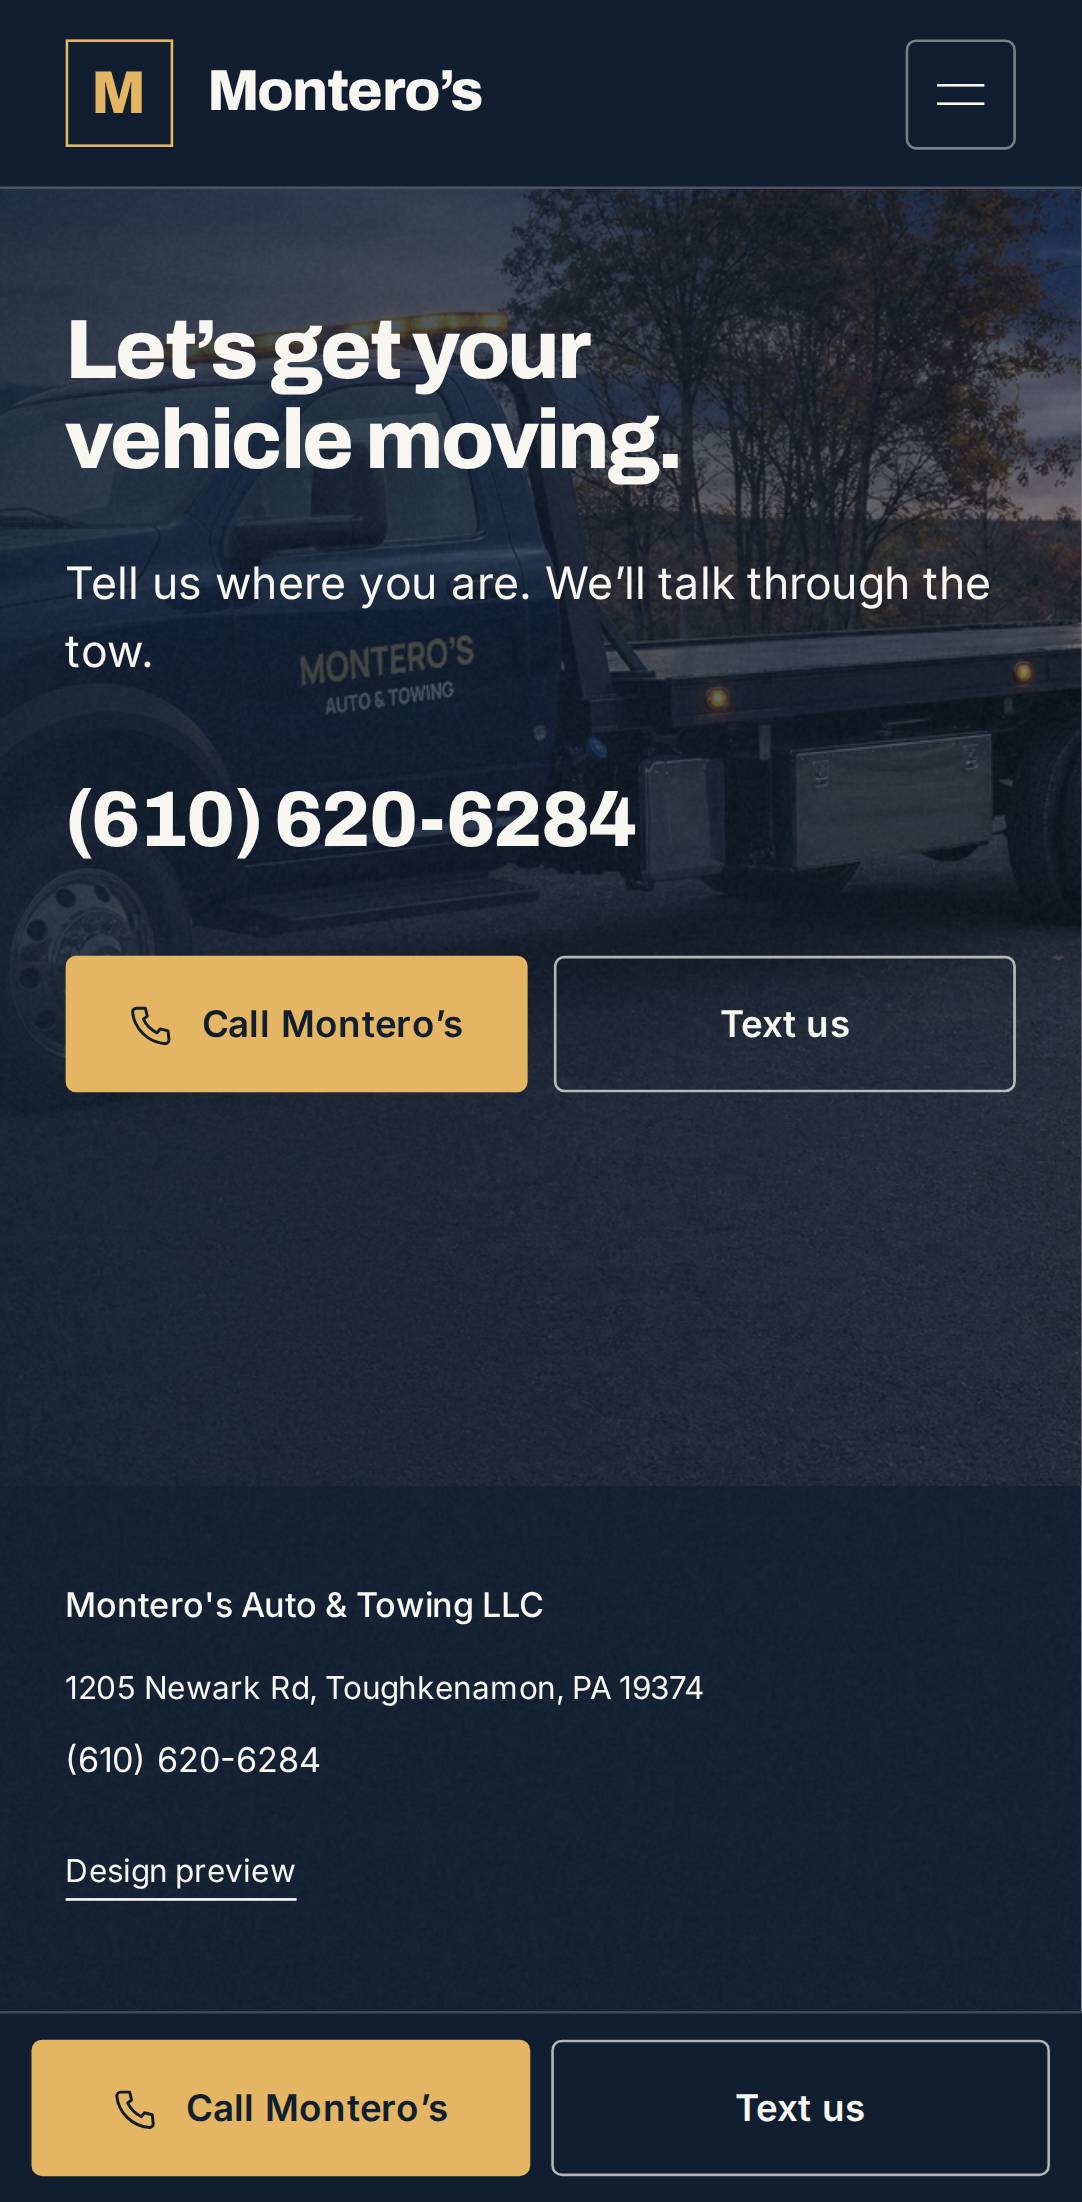 M
Montero’s
Let’s get your
vehicle moving.
Tell us where you are. We’ll talk through the
tow.
MONTERO'S
AUTO & TOWING
(610) 620-6284
Call Montero’s
Text us
Montero's Auto & Towing LLC
1205 Newark Rd, Toughkenamon, PA 19374
(610) 620-6284
Design preview
Call Montero’s
Text us